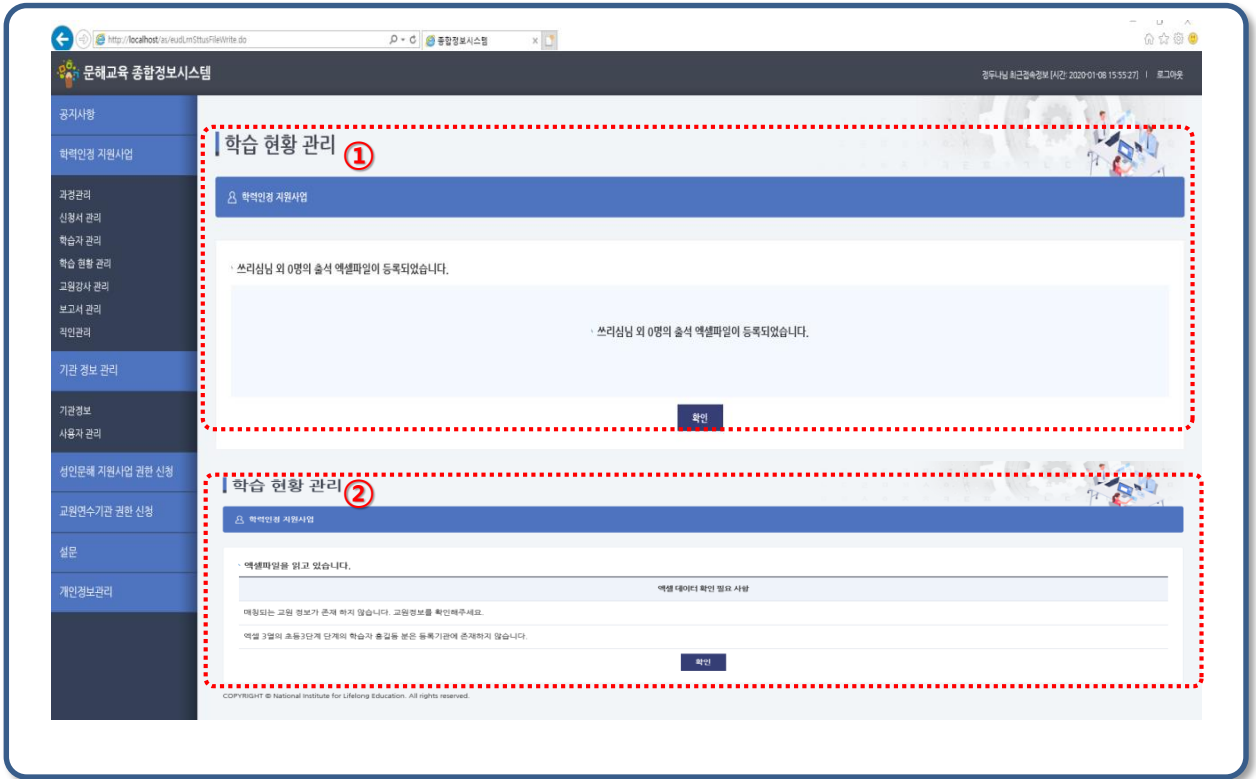 http://localhost/as/eudLrnSttusFileWrite.do
종합정보시스템
문해교육 종합정보시스템
정두나님 최근접속정보 [시간: 2020-01-08 15:55:27] | 로그아웃
공지사항
학력인정 지원사업
과정관리
신청서 관리
학습자 관리
학습 현황 관리
교원강사 관리
보고서 관리
직인관리
기관 정보 관리
기관정보
사용자 관리
성인문해 지원사업 권한 신청
교원연수기관 권한 신청
설문
개인정보관리
학습 현황 관리 ①
학력인정 지원사업
쓰리심님 외 0명의 출석 엑셀파일이 등록되었습니다.
쓰리심님 외 0명의 출석 엑셀파일이 등록되었습니다.
확인
학습 현황 관리 ②
학력인정 지원사업
엑셀파일을 읽고 있습니다.
엑셀 데이터 확인 필요 사항
매칭되는 교원 정보가 존재 하지 않습니다. 교원정보를 확인해주세요.
엑셀 3열의 초등3단계 단계의 학습자 홍길동 분은 등록기관에 존재하지 않습니다.
확인
COPYRIGHT © National Institute for Lifelong Education. All rights reserved.